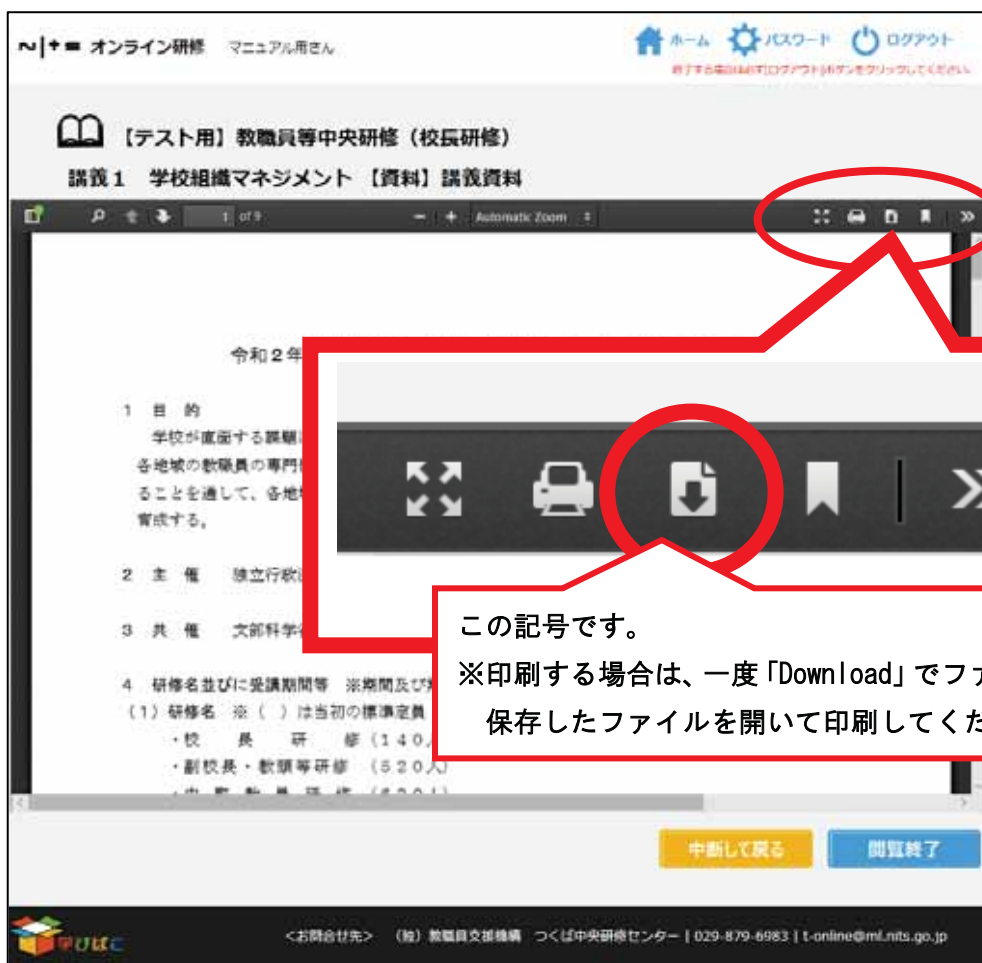 オンライン研修 マニュアル用さん
ホーム パスワード ログアウト
【テスト用】教職員等中央研修（校長研修）
講義１ 学校組織マネジメント 【資料】講義資料
1 of 9 Automatic Zoom
令和２年
1 目 的
学校が直面する課題
各地域の教職員の専門
ることを通して、各地
育成する。
2 主 催 独立行政
3 共 催 文部科学
4 研修名並びに受講期間等 ※期間及び
（1）研修名 ※（ ）は当初の標準定員
・校 長 研 修（１４０
・副校長・教頭等研修 （５２０人）
この記号です。
※印刷する場合は、一度「Download」でファ
保存したファイルを開いて印刷してくだ
中断して戻る 閲覧終了
学びばこ
<お問合せ先> （独）教職員支援機構 つくば中央研修センター | 029-879-6983 | t-online@ml.nits.go.jp